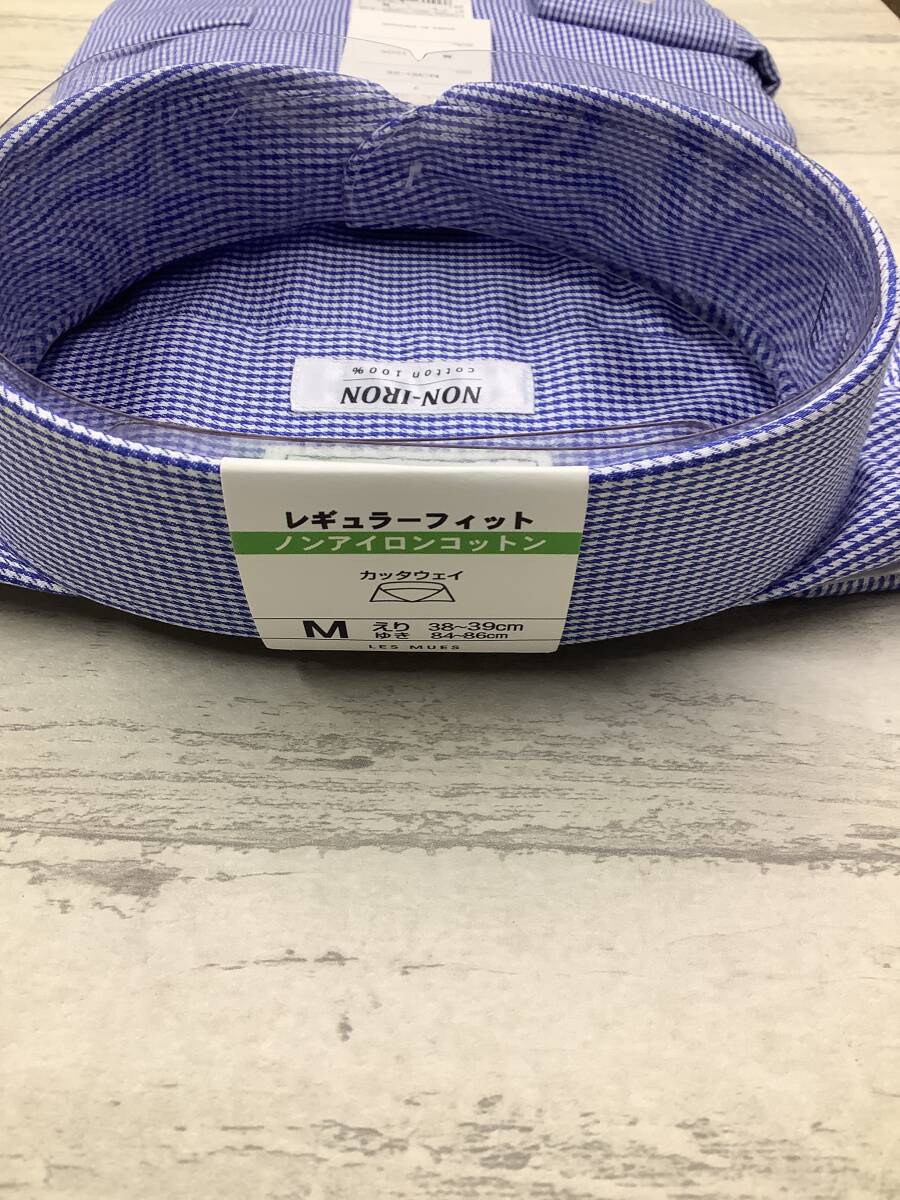 NON-IRON
cotton 100%
レギュラーフィット
ノンアイロンコットン
カッタウェイ
M えり 38~39cm
ゆき 84~86cm
LES MUES